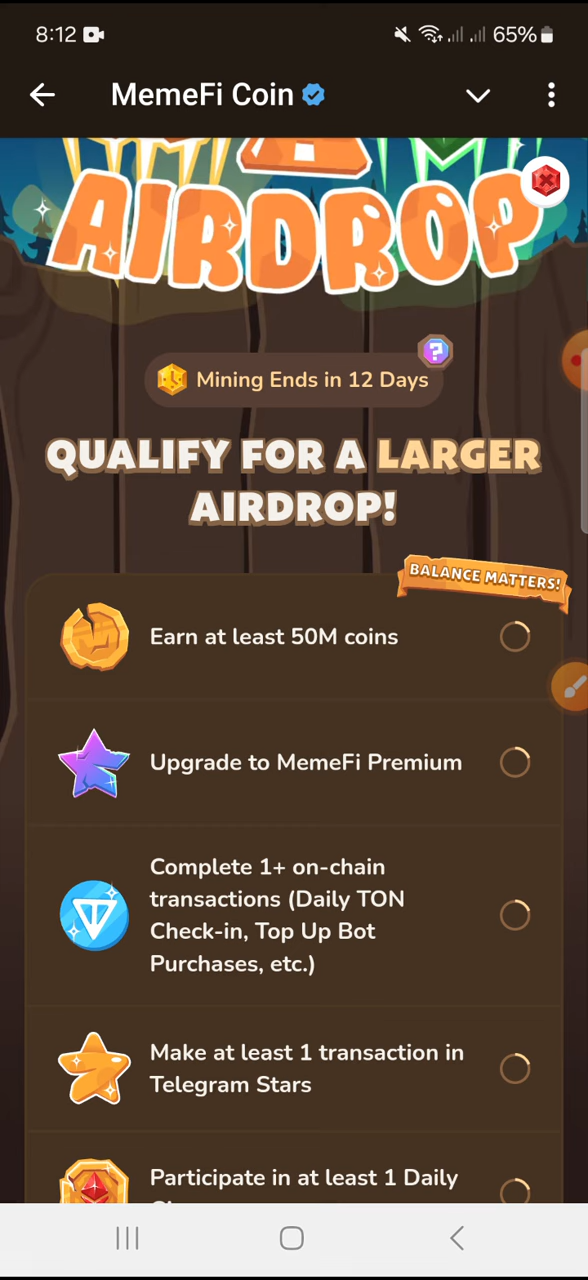 8:12
65%
MemeFi Coin
AIRDROP
Mining Ends in 12 Days
QUALIFY FOR A LARGER
AIRDROP!
BALANCE MATTERS!
Earn at least 50M coins
Upgrade to MemeFi Premium
Complete 1+ on-chain
transactions (Daily TON
Check-in, Top Up Bot
Purchases, etc.)
Make at least 1 transaction in
Telegram Stars
Participate in at least 1 Daily